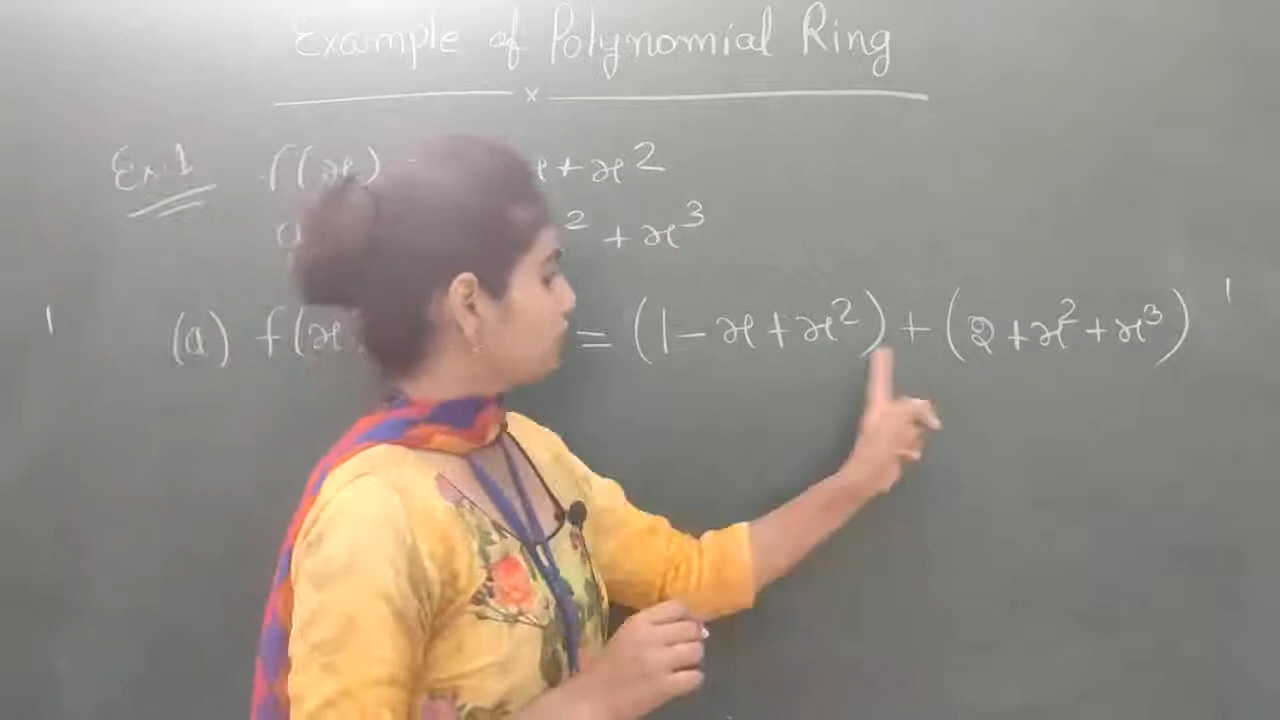 Example of Polynomial Ring
Ex.1 f(x) x + x²
² + x³
(a) f(x = (1 - x + x²) + (2 + x² + x³)